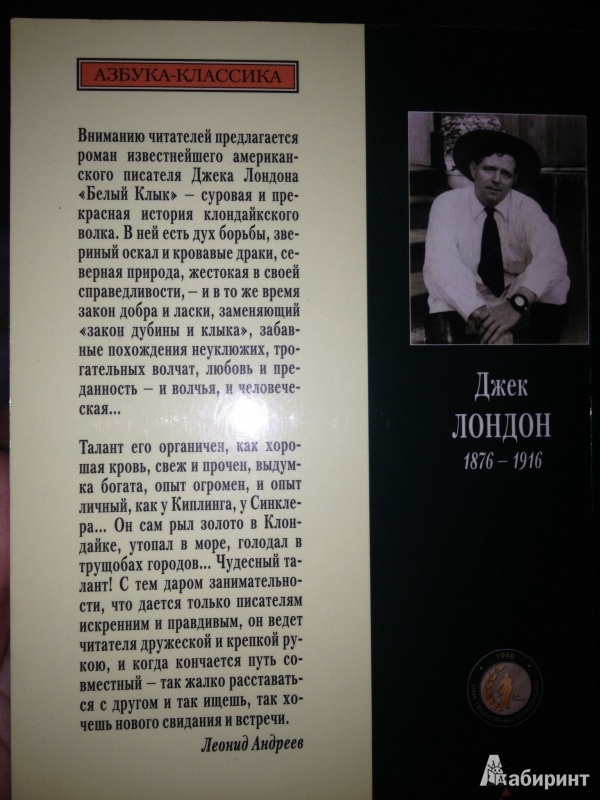 АЗБУКА-КЛАССИКА
Вниманию читателей предлагается
роман известнейшего американ-
ского писателя Джека Лондона
«Белый Клык» – суровая и пре-
красная история клондайкского
волка. В ней есть дух борьбы, зве-
риный оскал и кровавые драки, се-
верная природа, жестокая в своей
справедливости, – и в то же время
закон добра и ласки, заменяющий
«закон дубины и клыка», забав-
ные похождения неуклюжих, тро-
гательных волчат, любовь и пре-
данность – и волчья, и человече-
ская...
Талант его органичен, как хоро-
шая кровь, свеж и прочен, выдум-
ка богата, опыт огромен, и опыт
личный, как у Киплинга, у Синкле-
ра... Он сам рыл золото в Клон-
дайке, утопал в море, голодал в
трущобах городов... Чудесный та-
лант! С тем даром занимательно-
сти, что дается только писателям
искренним и правдивым, он ведет
читателя дружеской и крепкой ру-
кою, и когда кончается путь со-
вместный – так жалко расставать-
ся с другом и так ищешь, так хо-
чешь нового свидания и встречи.
Леонид Андреев
Джек
ЛОНДОН
1876 – 1916
1996
Лабиринт